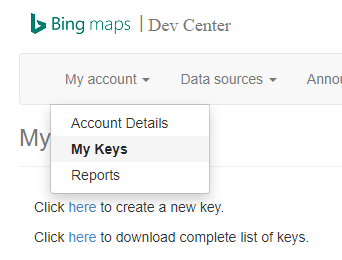 Bing maps | Dev Center
My account Data sources Annou
Account Details
My
My Keys
Reports
Click here to create a new key.
Click here to download complete list of keys.